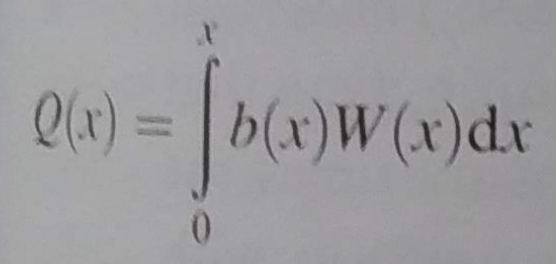 Q(x) = ∫₀ˣ b(x)W(x)dx